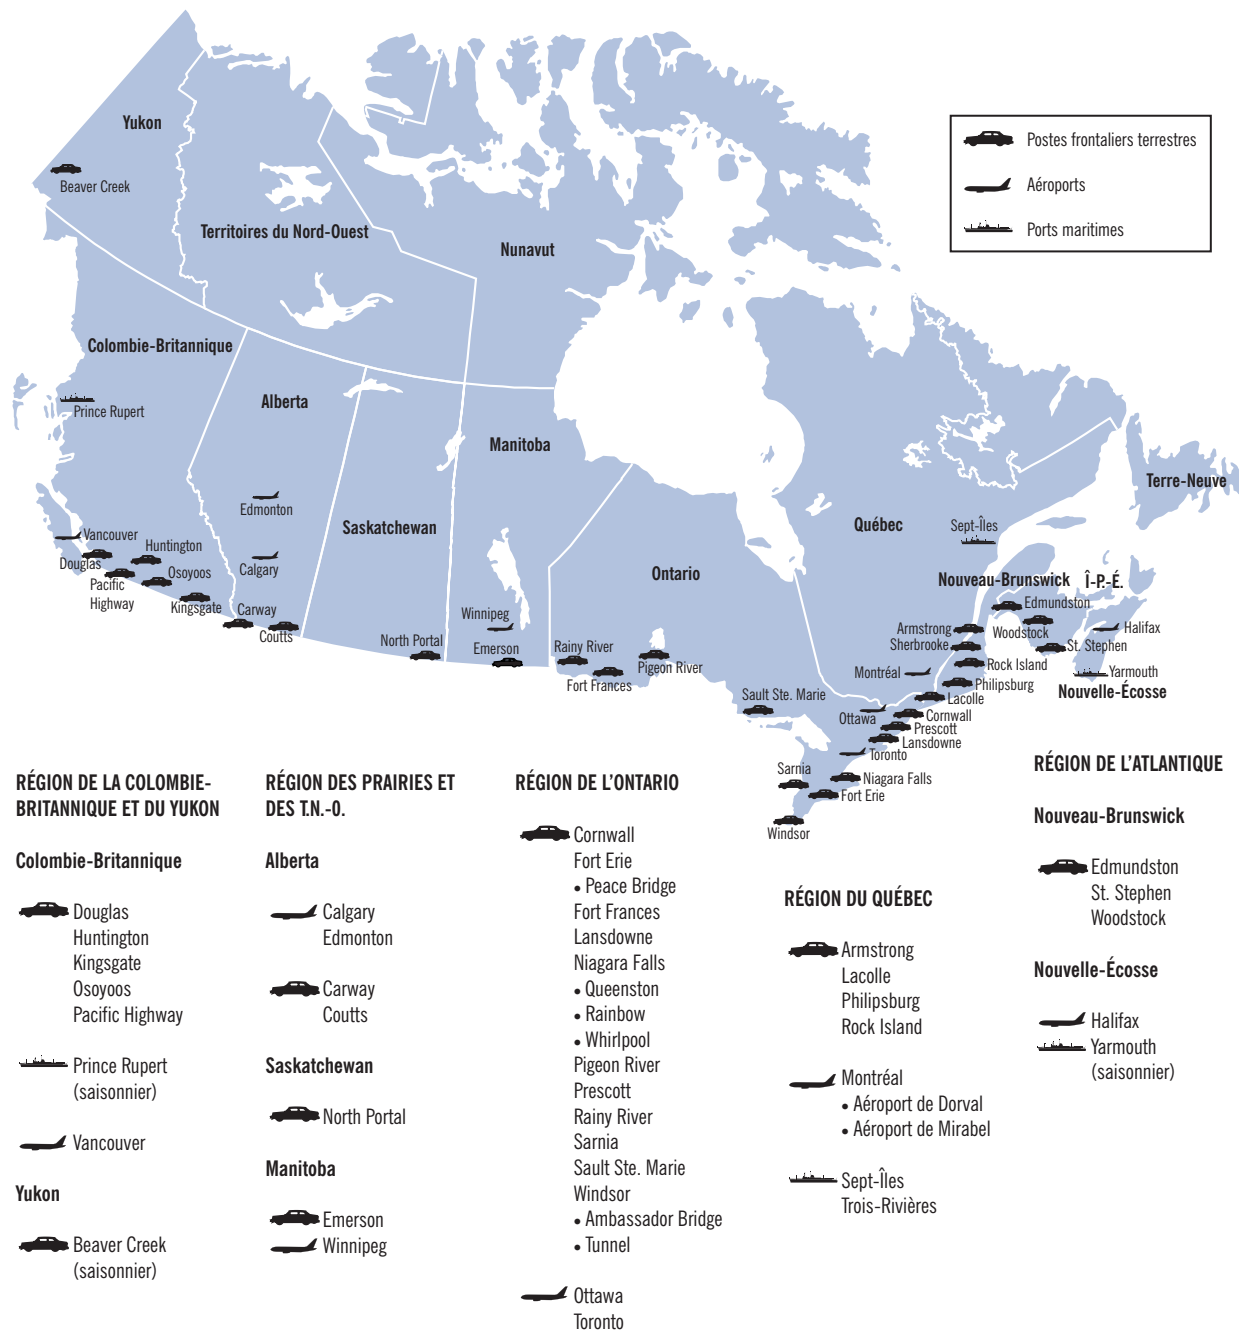 Yukon
Beaver Creek
Territoires du Nord-Ouest
Nunavut
Postes frontaliers terrestres
Aéroports
Ports maritimes
Colombie-Britannique
Prince Rupert
Alberta
Manitoba
Edmonton
Saskatchewan
Terre-Neuve
Québec
Sept-Îles
Vancouver
Huntington
Douglas
Osoyoos
Pacific
Highway
Calgary
Kingsgate
Carway
Coutts
Ontario
Winnipeg
North Portal
Emerson
Rainy River
Fort Frances
Pigeon River
Nouveau-Brunswick
Î-P.-É.
Edmundston
Armstrong
Woodstock
Halifax
Sherbrooke
St. Stephen
Rock Island
Montréal
Yarmouth
Philipsburg
Nouvelle-Écosse
Sault Ste. Marie
Lacolle
Ottawa
Cornwall
Prescott
Lansdowne
Toronto
Sarnia
Niagara Falls
Fort Erie
Windsor
RÉGION DE LA COLOMBIE-
BRITANNIQUE ET DU YUKON
Colombie-Britannique
Douglas
Huntington
Kingsgate
Osoyoos
Pacific Highway
Prince Rupert
(saisonnier)
Vancouver
Yukon
Beaver Creek
(saisonnier)
RÉGION DES PRAIRIES ET
DES T.N.-O.
Alberta
Calgary
Edmonton
Carway
Coutts
Saskatchewan
North Portal
Manitoba
Emerson
Winnipeg
RÉGION DE L'ONTARIO
Cornwall
Fort Erie
• Peace Bridge
Fort Frances
Lansdowne
Niagara Falls
• Queenston
• Rainbow
• Whirlpool
Pigeon River
Prescott
Rainy River
Sarnia
Sault Ste. Marie
Windsor
• Ambassador Bridge
• Tunnel
Ottawa
Toronto
RÉGION DU QUÉBEC
Armstrong
Lacolle
Philipsburg
Rock Island
Montréal
• Aéroport de Dorval
• Aéroport de Mirabel
Sept-Îles
Trois-Rivières
RÉGION DE L'ATLANTIQUE
Nouveau-Brunswick
Edmundston
St. Stephen
Woodstock
Nouvelle-Écosse
Halifax
Yarmouth
(saisonnier)